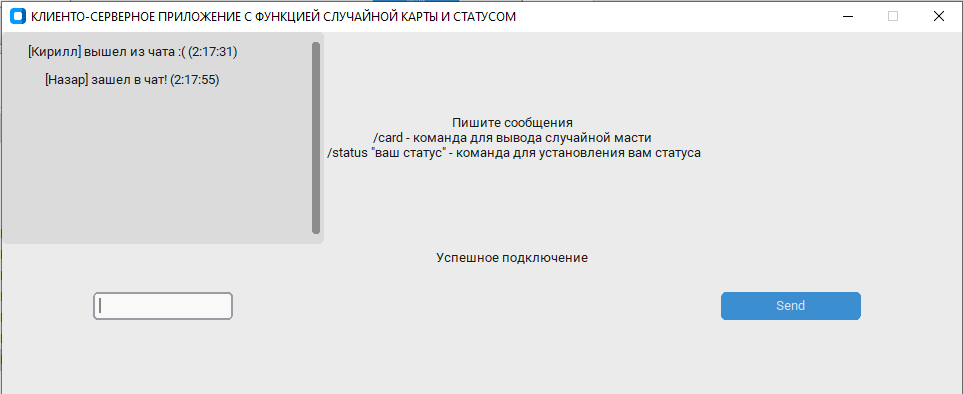 КЛИЕНТО-СЕРВЕРНОЕ ПРИЛОЖЕНИЕ С ФУНКЦИЕЙ СЛУЧАЙНОЙ КАРТЫ И СТАТУСОМ
[Кирилл] вышел из чата :( (2:17:31)
[Назар] зашел в чат! (2:17:55)
Пишите сообщения
/card - команда для вывода случайной масти
/status "ваш статус" - команда для установления вам статуса
Успешное подключение
Send